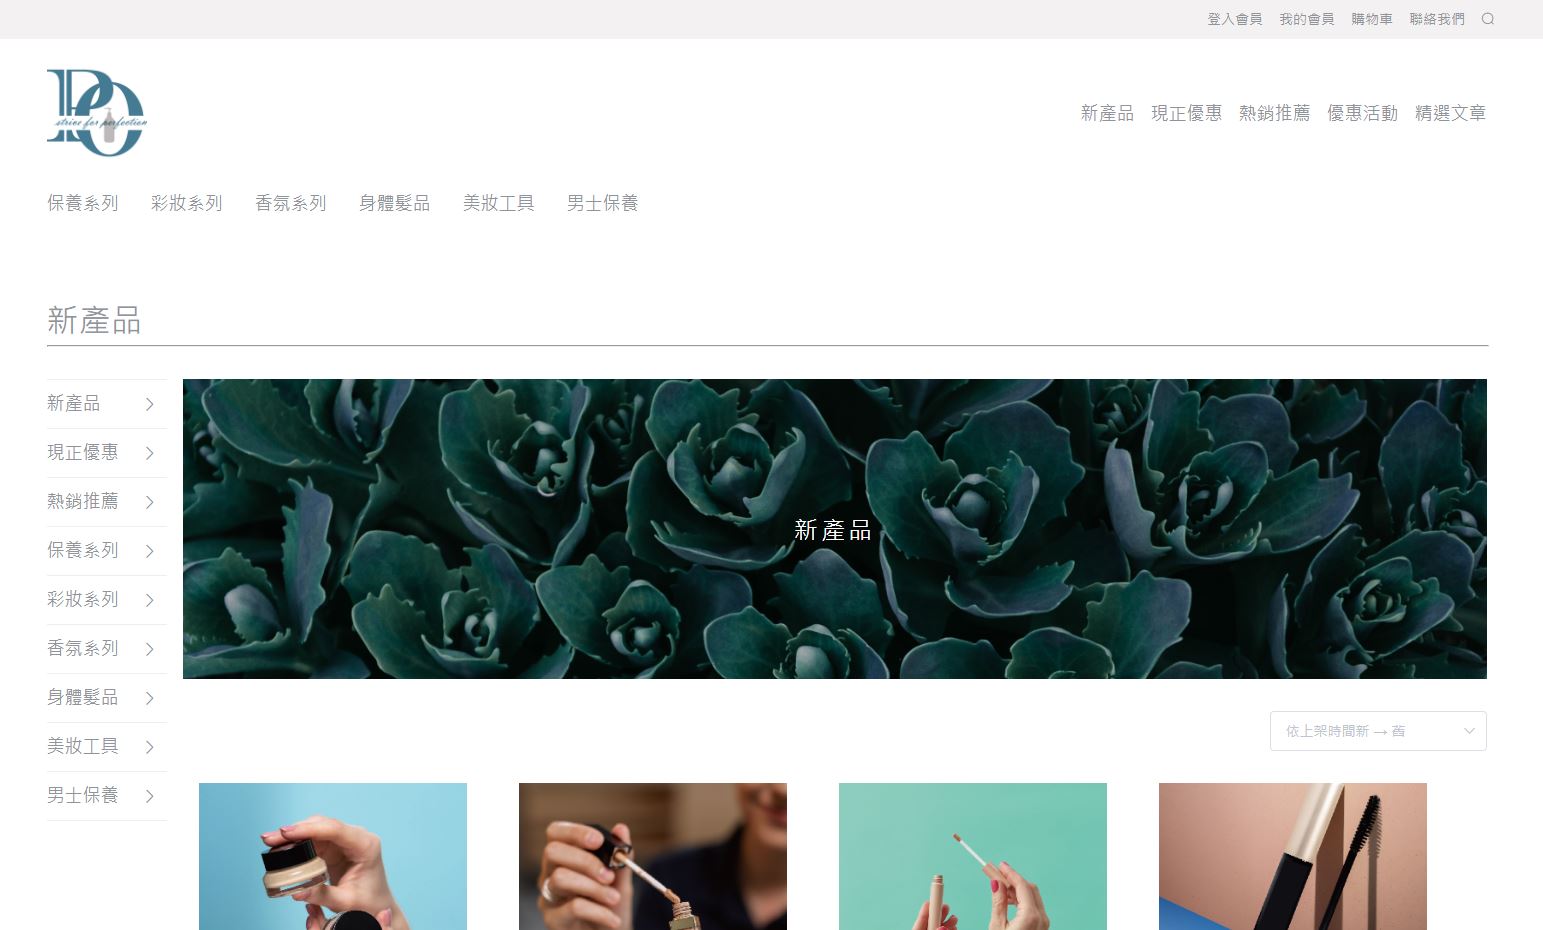 登入會員 我的會員 購物車 聯絡我們
PO
strive for perfection
新產品 現正優惠 熱銷推薦 優惠活動 精選文章
保養系列 彩妝系列 香氛系列 身體髮品 美妝工具 男士保養
新產品
新產品
現正優惠
熱銷推薦
保養系列
彩妝系列
香氛系列
身體髮品
美妝工具
男士保養
新產品
依上架時間新 → 舊